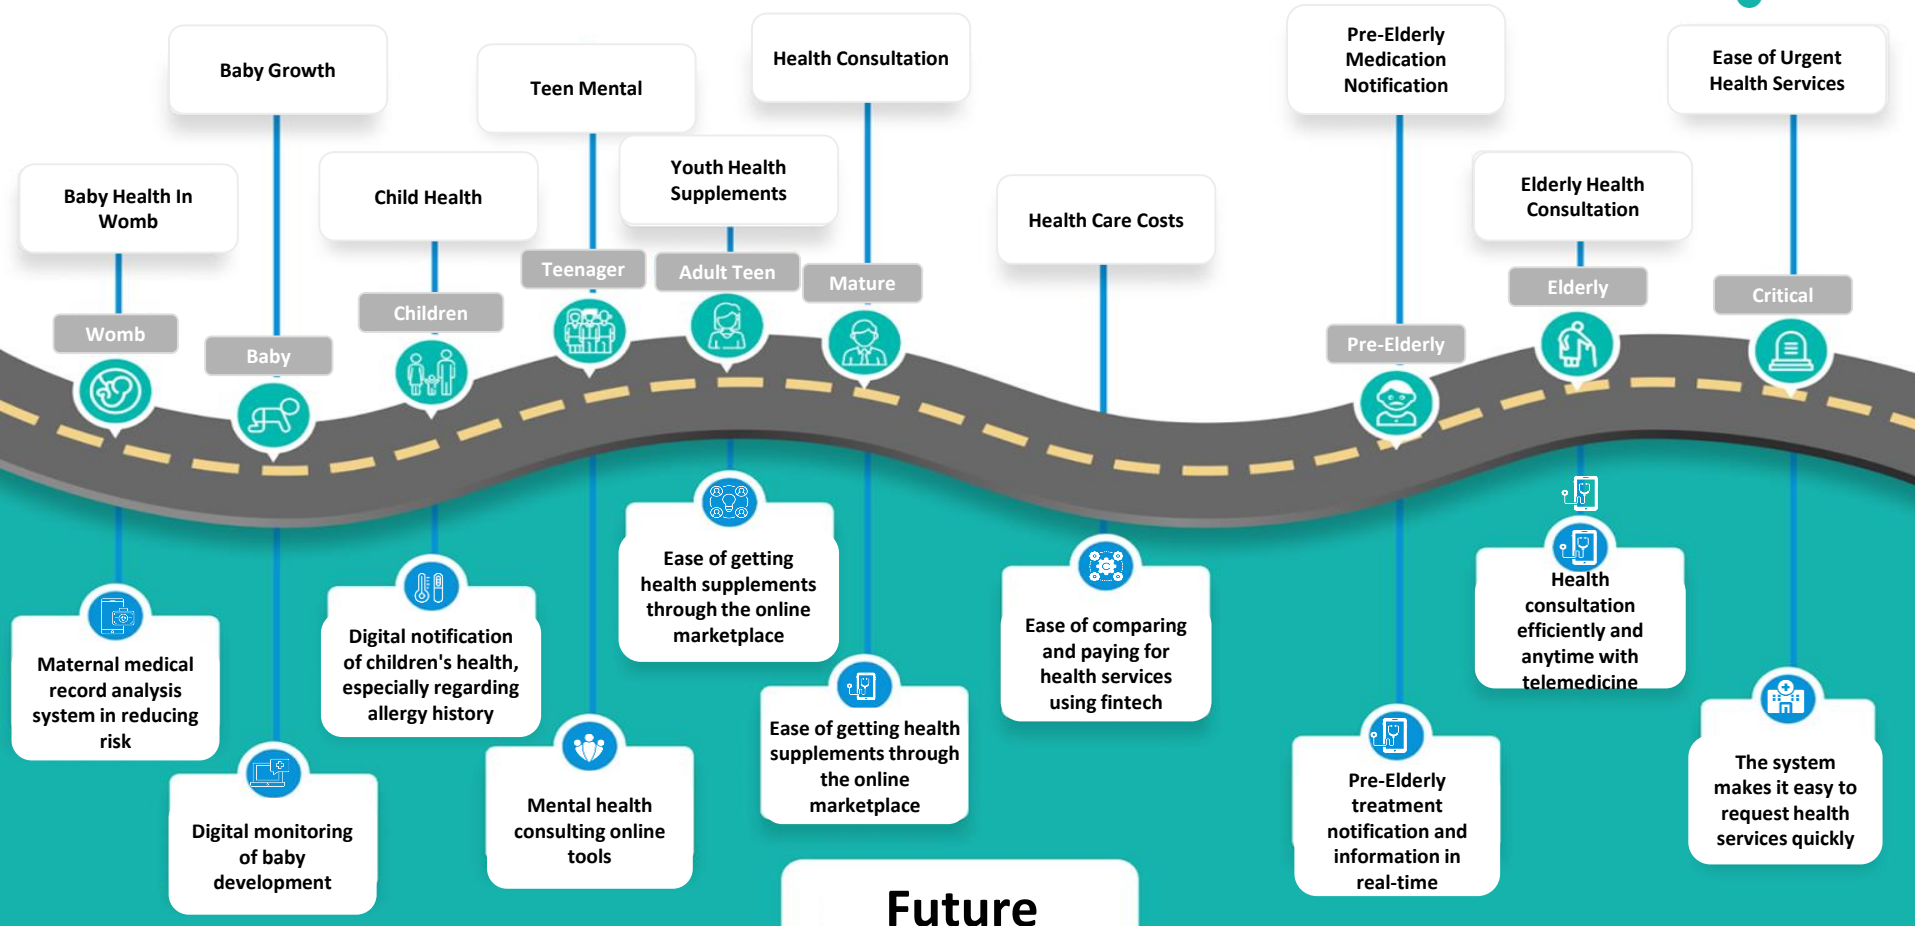 Baby Health In
Womb
Baby Growth
Child Health
Teen Mental
Youth Health
Supplements
Health Consultation
Health Care Costs
Pre-Elderly
Medication
Notification
Elderly Health
Consultation
Ease of Urgent
Health Services
Womb
Baby
Children
Teenager
Adult Teen
Mature
Pre-Elderly
Elderly
Critical
Maternal medical
record analysis
system in reducing
risk
Digital monitoring
of baby
development
Digital notification
of children's health,
especially regarding
allergy history
Mental health
consulting online
tools
Ease of getting
health supplements
through the online
marketplace
Ease of getting health
supplements through
the online
marketplace
Ease of comparing
and paying for
health services
using fintech
Pre-Elderly
treatment
notification and
information in
real-time
Health
consultation
efficiently and
anytime with
telemedicine
The system
makes it easy to
request health
services quickly
Future